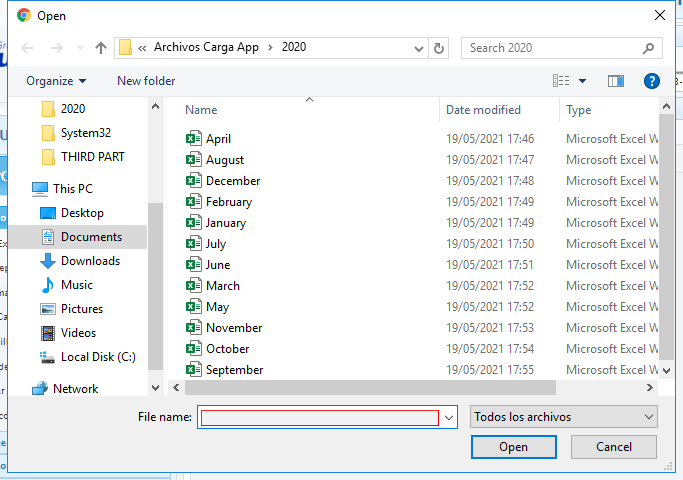 Open
« Archivos Carga App > 2020
Search 2020
Organize
New folder
?
2020
System32
THIRD PART
This PC
Desktop
Documents
Downloads
Music
Pictures
Videos
Local Disk (C:)
Network
Name Date modified Type
April 19/05/2021 17:46 Microsoft Excel W
August 19/05/2021 17:47 Microsoft Excel W
December 19/05/2021 17:48 Microsoft Excel W
February 19/05/2021 17:49 Microsoft Excel W
January 19/05/2021 17:49 Microsoft Excel W
July 19/05/2021 17:50 Microsoft Excel W
June 19/05/2021 17:51 Microsoft Excel W
March 19/05/2021 17:52 Microsoft Excel W
May 19/05/2021 17:52 Microsoft Excel W
November 19/05/2021 17:53 Microsoft Excel W
October 19/05/2021 17:54 Microsoft Excel W
September 19/05/2021 17:55 Microsoft Excel W
File name:
Todos los archivos
Open
Cancel